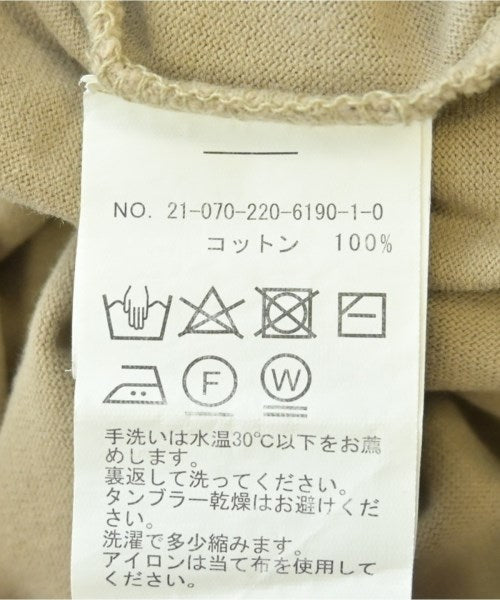 NO. 21-070-220-6190-1-0
コットン 100%
F
W
手洗いは水温30℃以下をお薦
めします。
裏返して洗ってください。
タンブラー乾燥はお避けくだ
さい。
洗濯で多少縮みます。
アイロンは当て布を使用して
ください。